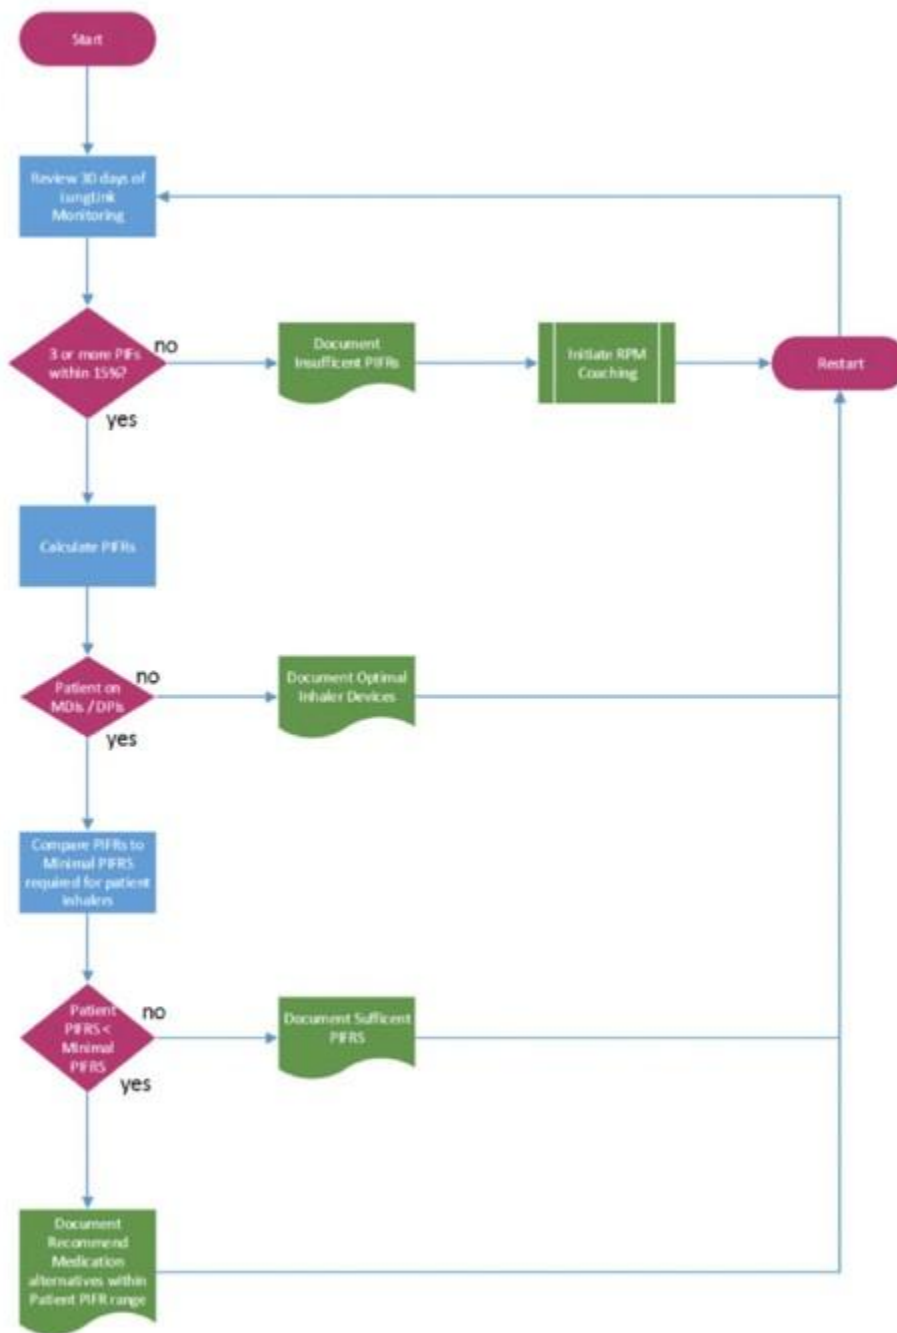 Start
Review 30 days of
LungLink
Monitoring
3 or more PIFs
within 15%?
no
yes
Document
Insufficent PIFRs
Initiate RPM
Coaching
Restart
Calculate PIFRs
Patient on
MDIs / DPIs
no
yes
Document Optimal
Inhaler Devices
Compare PIFRs to
Minimal PIFRS
required for patient
inhalers
Patient
PIFRS <
Minimal
PIFRS
no
yes
Document Sufficent
PIFRS
Document
Recommend
Medication
alternatives within
Patient PIFR range